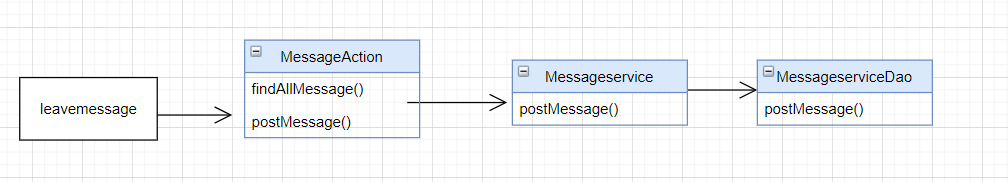 leavemessage
MessageAction
findAllMessage()
postMessage()
Messageservice
postMessage()
MessageserviceDao
postMessage()